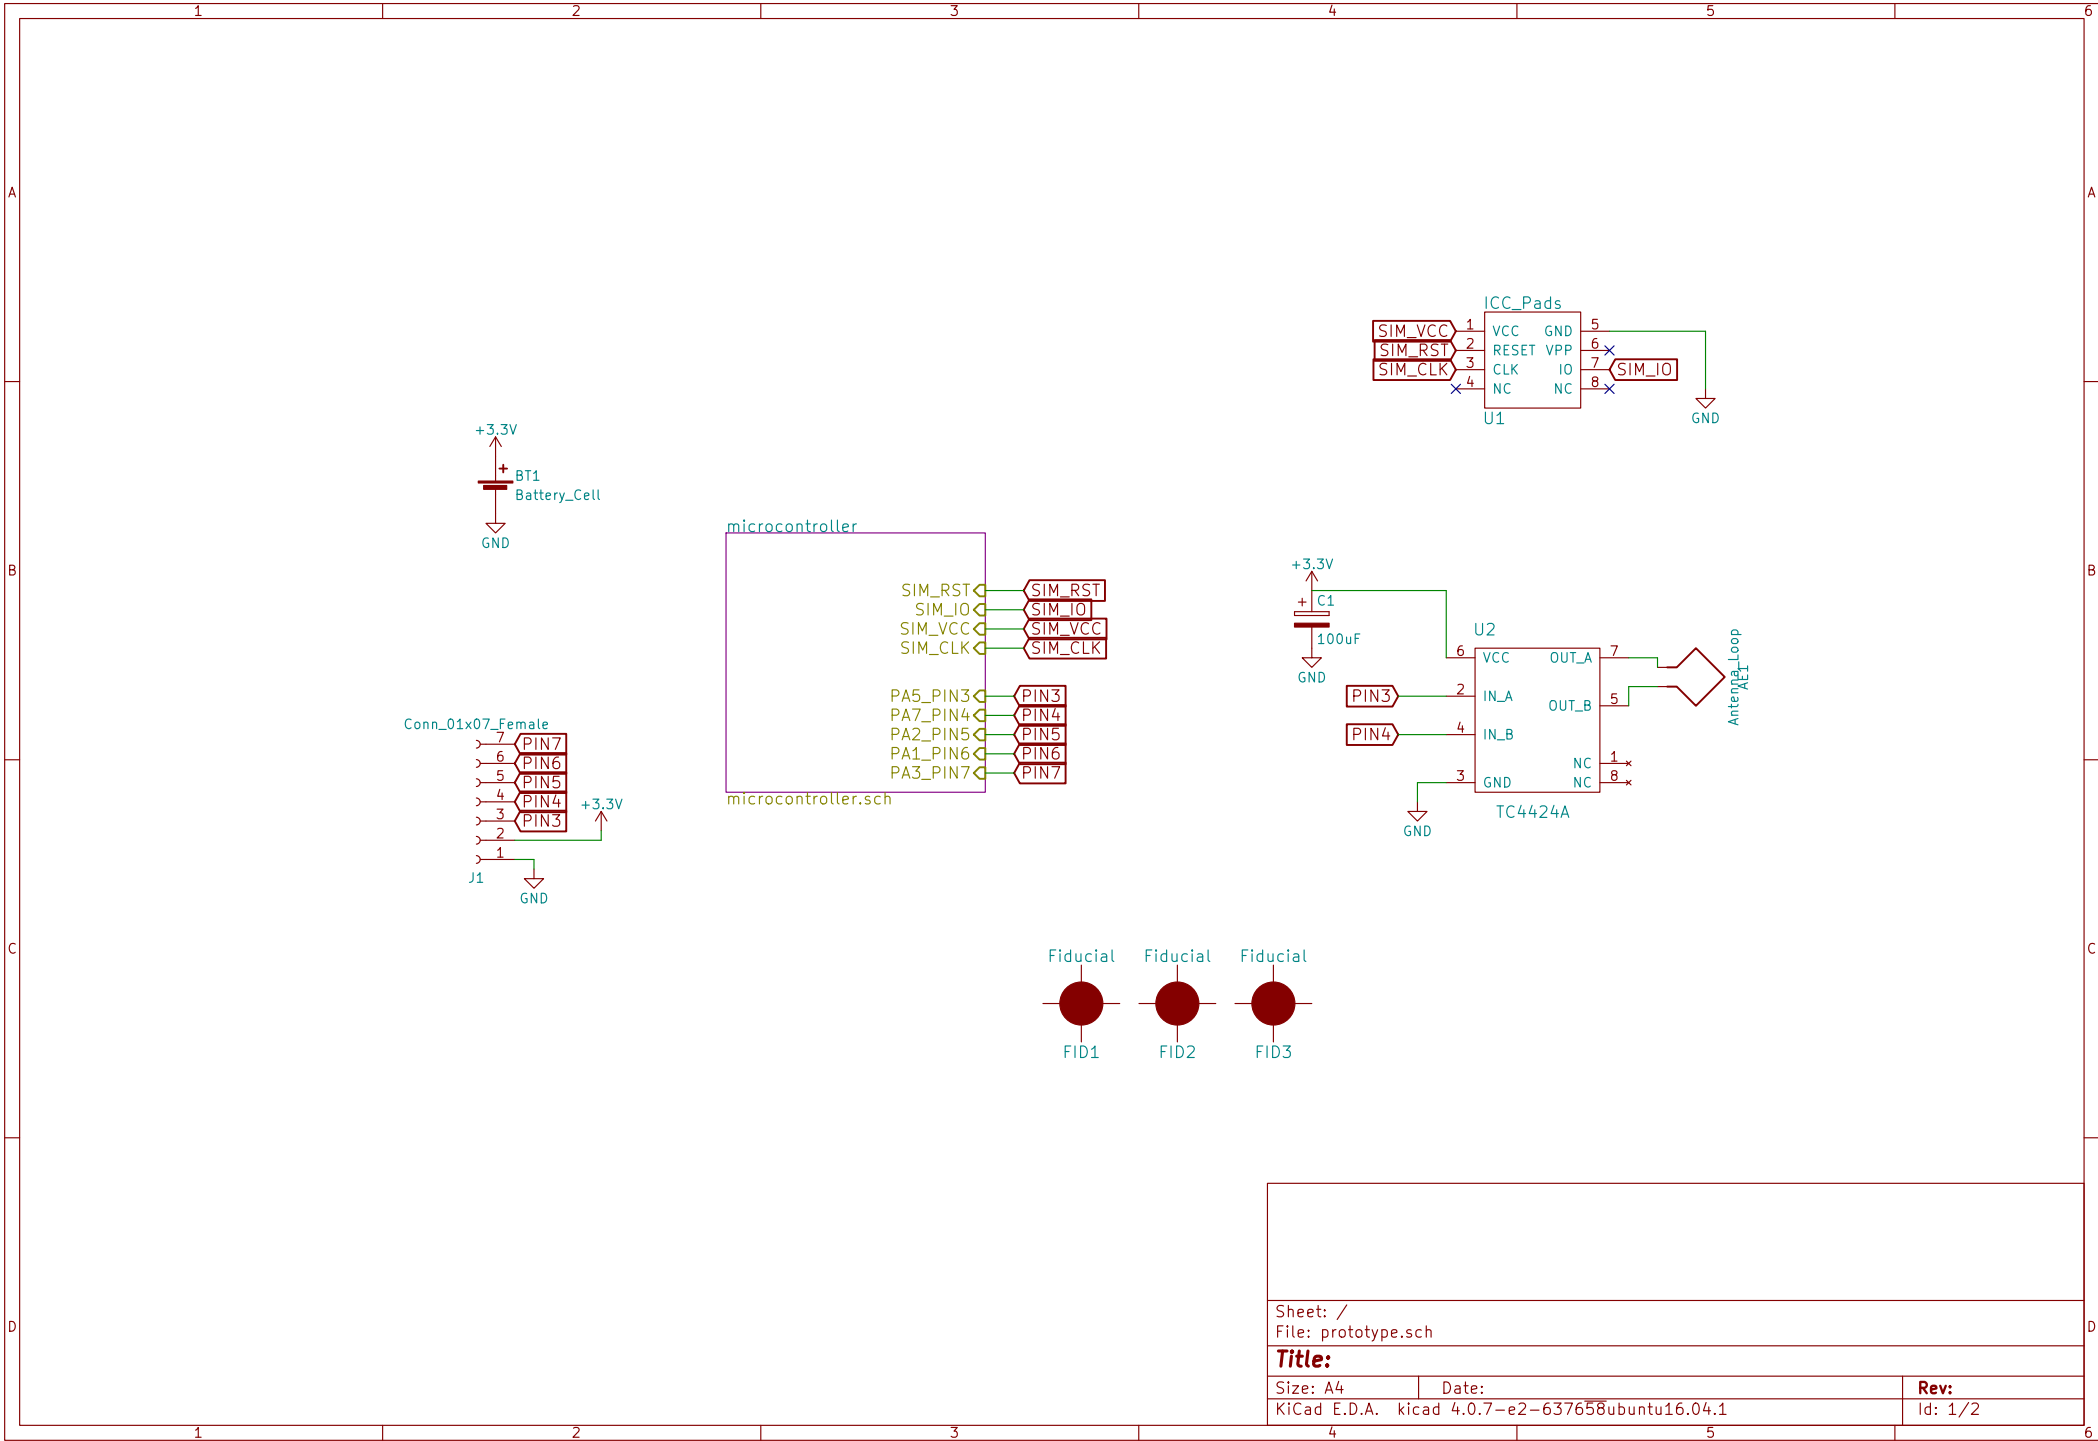 1 2 3 4 5 6
A A
ICC_Pads
SIM_VCC 1 VCC GND 5
SIM_RST 2 RESET VPP 6
SIM_CLK 3 CLK IO 7 SIM_IO
4 NC NC 8
U1
GND
+3.3V
+
BT1
Battery_Cell
GND
B B
microcontroller
SIM_RST SIM_RST
SIM_IO SIM_IO
SIM_VCC SIM_VCC
SIM_CLK SIM_CLK
PA5_PIN3 PIN3
PA7_PIN4 PIN4
PA2_PIN5 PIN5
PA1_PIN6 PIN6
PA3_PIN7 PIN7
microcontroller.sch
+3.3V
+ C1
100uF
GND
U2
6 VCC OUT_A 7
PIN3 2 IN_A
OUT_B 5
PIN4 4 IN_B
NC 1
3 GND NC 8
GND
TC4424A
Antenna_Loop
AE1
Conn_01x07_Female
7 PIN7
6 PIN6
5 PIN5
4 PIN4
3 PIN3
2
+3.3V
1
J1
GND
C C
Fiducial Fiducial Fiducial
FID1 FID2 FID3
D D
Sheet: /
File: prototype.sch
Title:
Size: A4 Date: Rev:
KiCad E.D.A. kicad 4.0.7-e2-637658ubuntu16.04.1 Id: 1/2
1 2 3 4 5 6